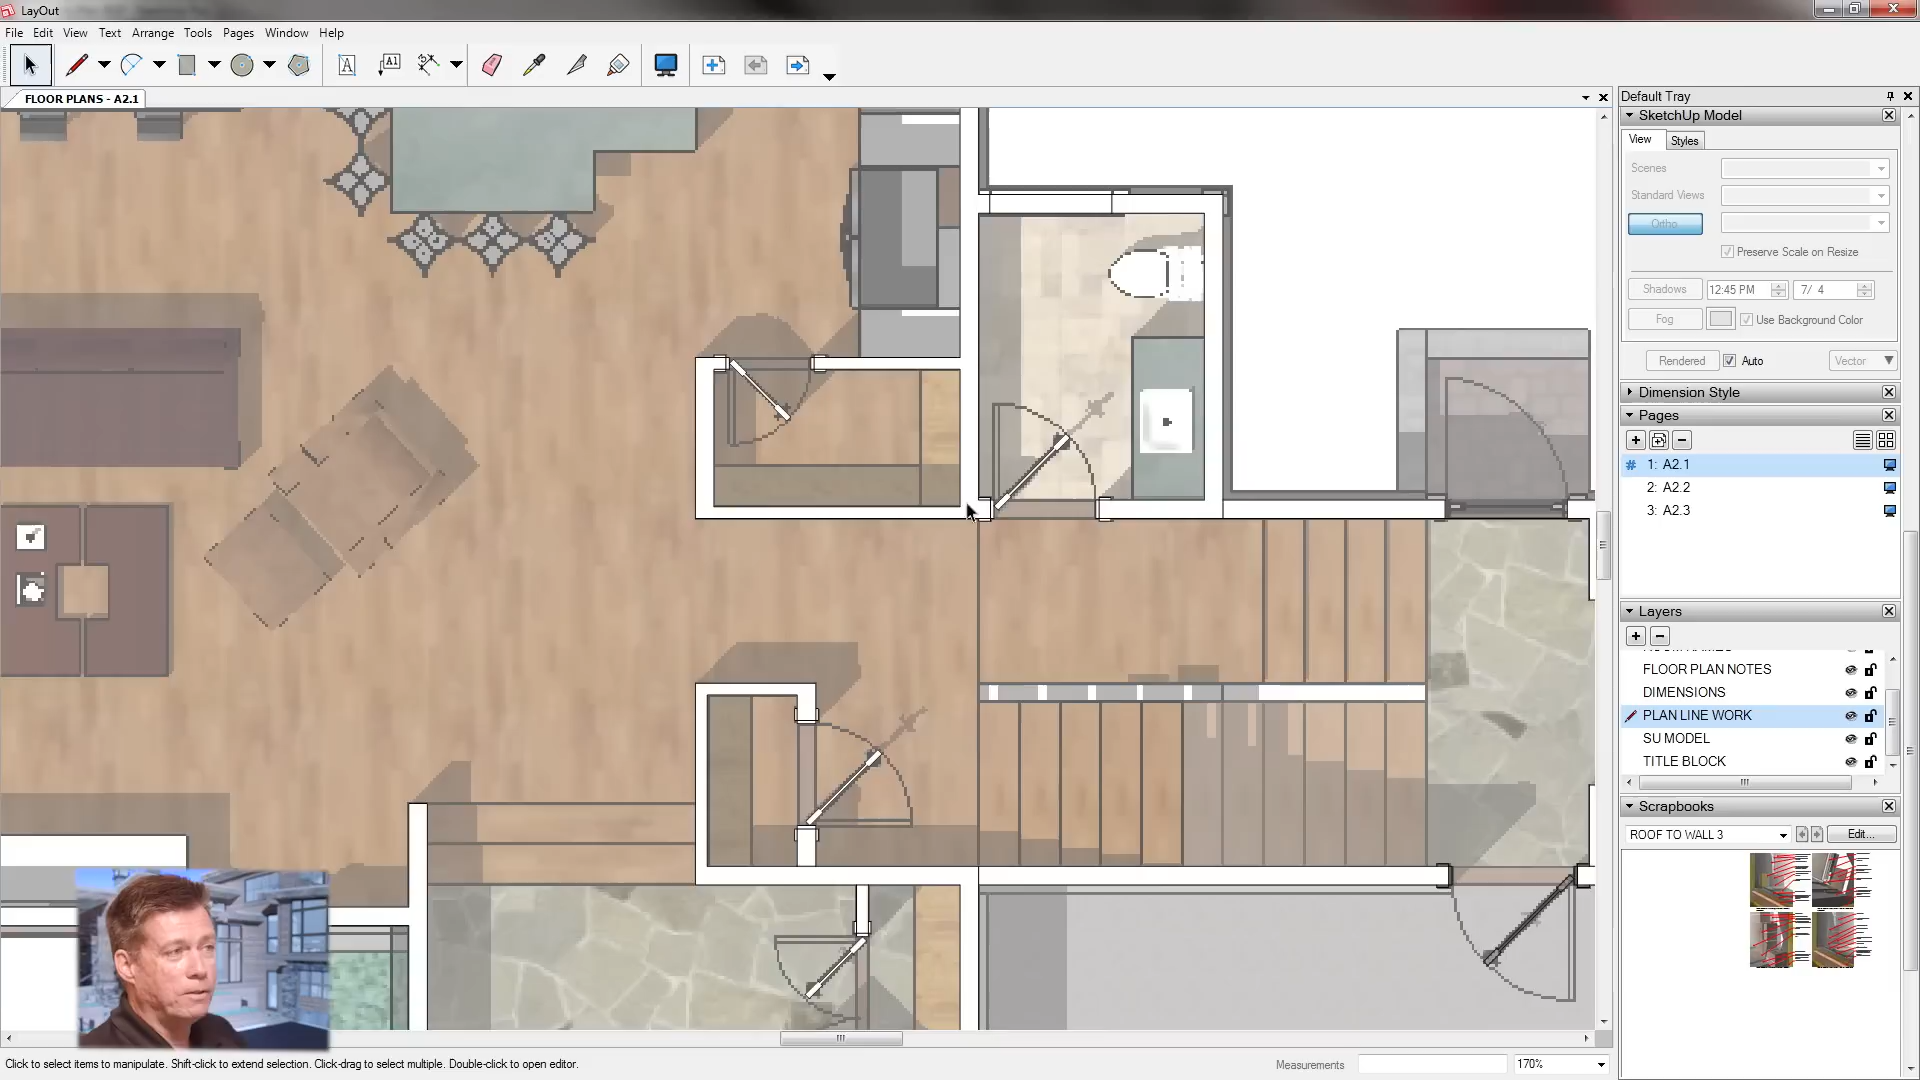 LayOut
File Edit View Text Arrange Tools Pages Window Help
A A1
FLOOR PLANS - A2.1
Default Tray
SketchUp Model
View Styles
Scenes
Standard Views
Ortho
Preserve Scale on Resize
Shadows 12:45 PM 7/ 4
Fog Use Background Color
Rendered Auto Vector
Dimension Style
Pages
1: A2.1
2: A2.2
3: A2.3
Layers
FLOOR PLAN NOTES
DIMENSIONS
PLAN LINE WORK
SU MODEL
TITLE BLOCK
Scrapbooks
ROOF TO WALL 3 Edit...
Click to select items to manipulate. Shift-click to extend selection. Click-drag to select multiple. Double-click to open editor. Measurements 170%